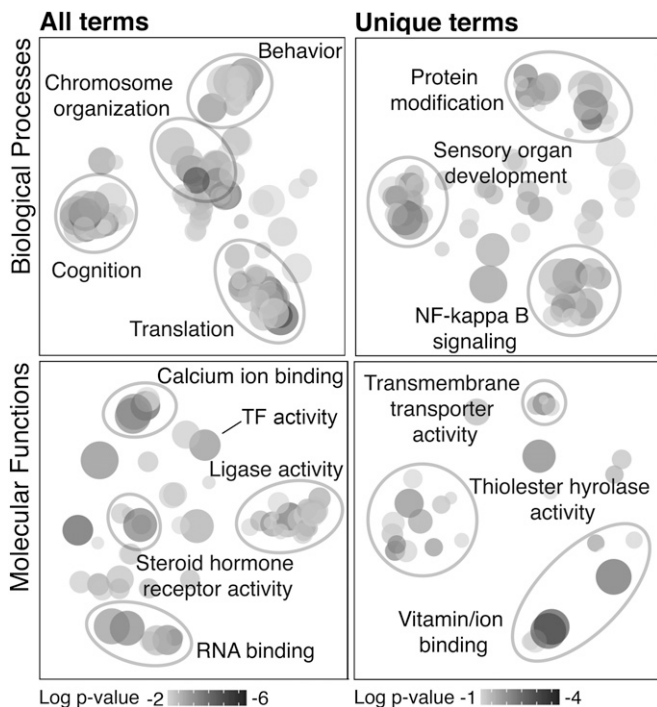 All terms
Unique terms
Biological Processes
Behavior
Chromosome
organization
Cognition
Translation
Protein
modification
Sensory organ
development
NF-kappa B
signaling
Molecular Functions
Calcium ion binding
TF activity
Ligase activity
Steroid hormone
receptor activity
RNA binding
Transmembrane
transporter
activity
Thiolester hyrolase
activity
Vitamin/ion
binding
Log p-value -2 -6
Log p-value -1 -4